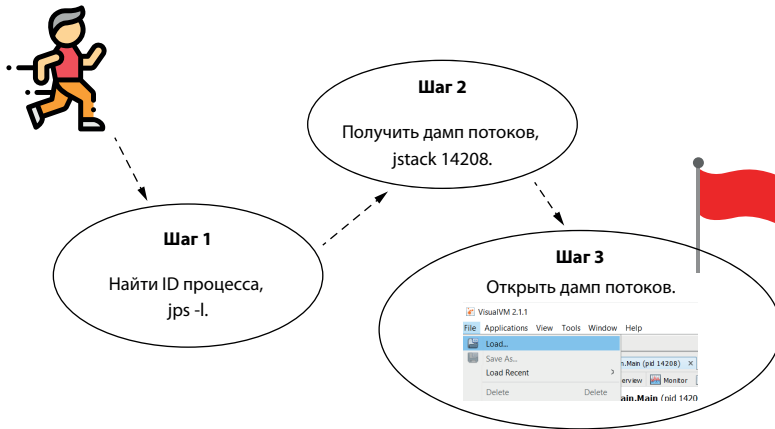 Шаг 1
Найти ID процесса,
jps -l.
Шаг 2
Получить дамп потоков,
jstack 14208.
Шаг 3
Открыть дамп потоков.
VisualVM 2.1.1
File Applications View Tools Window Help
Load...
Save As...
Load Recent
n.Main (pid 14208) ×
erview Monitor
Delete Delete
ain.Main (pid 1420